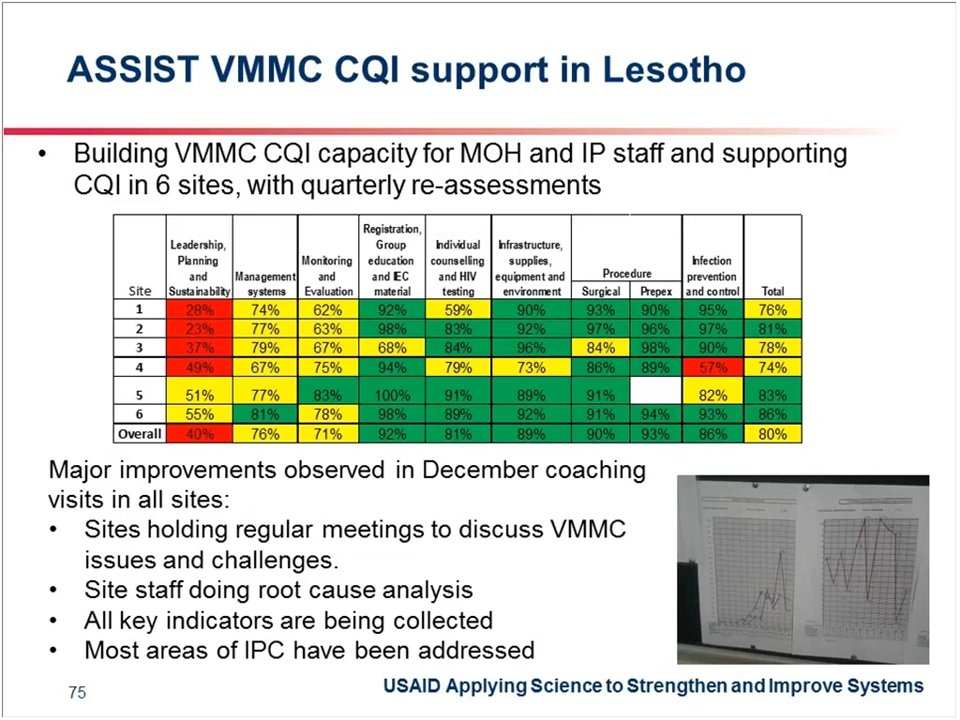 ASSIST VMMC CQI support in Lesotho
• Building VMMC CQI capacity for MOH and IP staff and supporting
CQI in 6 sites, with quarterly re-assessments
Site Leadership, Planning and Sustainability Management systems Monitoring and Evaluation Registration, Group education and IEC material Individual counselling and HIV testing Infrastructure, supplies, equipment and environment Procedure Infection prevention and control Total
Surgical Prepex
1 28% 74% 62% 92% 59% 90% 93% 90% 95% 76%
2 23% 77% 63% 98% 83% 92% 97% 96% 97% 81%
3 37% 79% 67% 68% 84% 96% 84% 98% 90% 78%
4 49% 67% 75% 94% 79% 73% 86% 89% 57% 74%
5 51% 77% 83% 100% 91% 89% 91% 82% 83%
6 55% 81% 78% 98% 89% 92% 91% 94% 93% 86%
Overall 40% 76% 71% 92% 81% 89% 90% 93% 86% 80%
Major improvements observed in December coaching
visits in all sites:
• Sites holding regular meetings to discuss VMMC
issues and challenges.
• Site staff doing root cause analysis
• All key indicators are being collected
• Most areas of IPC have been addressed
75
USAID Applying Science to Strengthen and Improve Systems